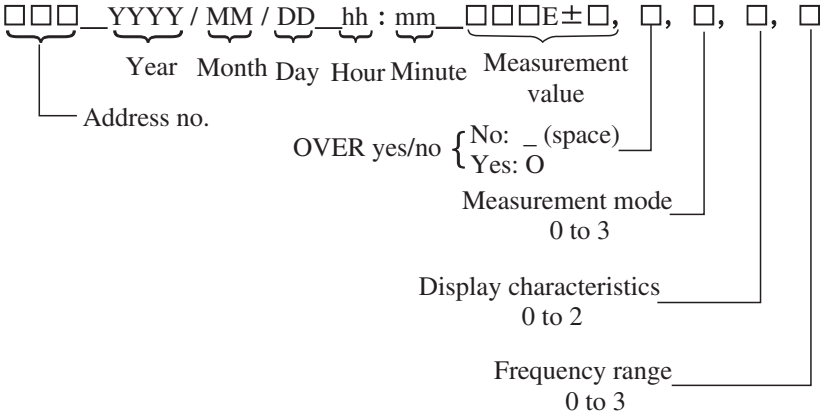 □□□_YYYY / MM / DD_hh : mm_□□□E±□, □, □, □, □
Year Month Day Hour Minute Measurement value
Address no.
OVER yes/no { No: _ (space)
Yes: O
Measurement mode
0 to 3
Display characteristics
0 to 2
Frequency range
0 to 3